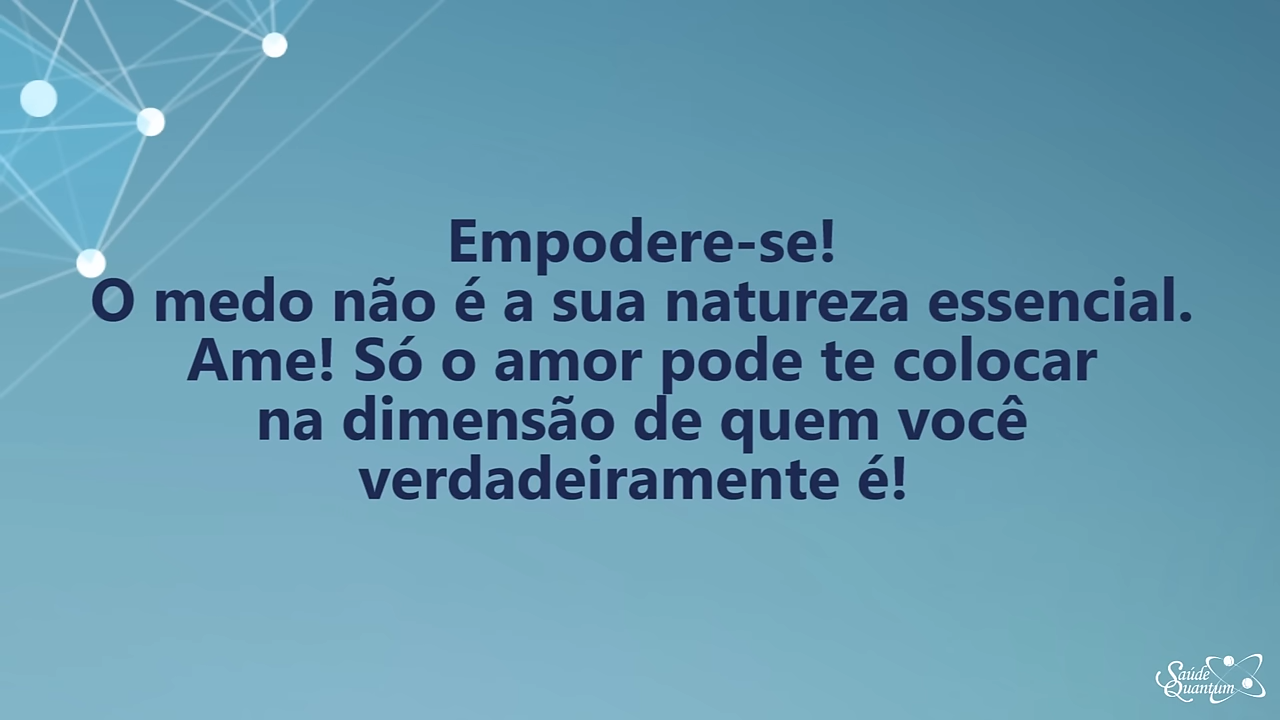 Empodere-se!
O medo não é a sua natureza essencial.
Ame! Só o amor pode te colocar
na dimensão de quem você
verdadeiramente é!
Saúde
Quantum